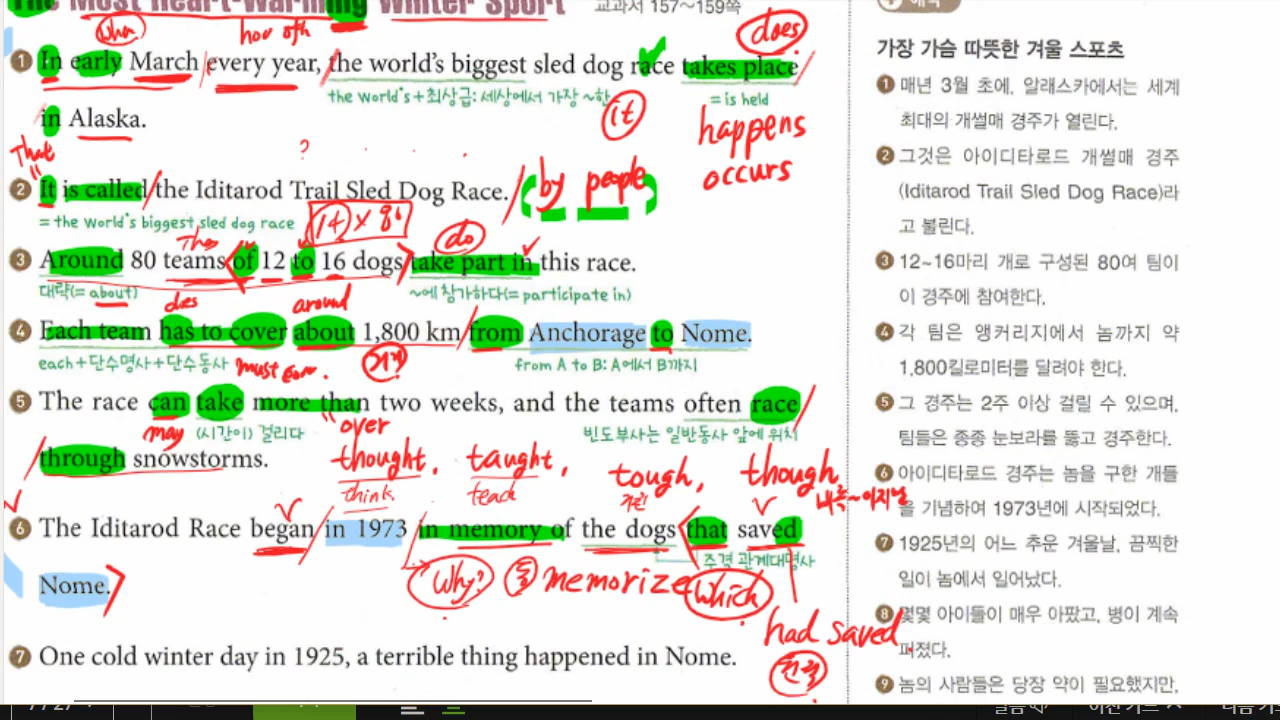 The Most Heart-Warming Winter Sport 교과서 157~159쪽
when how oft does
❶ In early March every year, the world's biggest sled dog race takes place
the world's+최상급: 세상에서 가장 ~한 = is held
it happens
in Alaska.
occurs
That ?
by people
❷ It is called the Iditarod Trail Sled Dog Race.
= the world's biggest sled dog race
do
❸ Around 80 teams of 12 to 16 dogs take part in this race.
대략(= about) ~에 참가하다(= participate in)
does around
❹ Each team has to cover about 1,800 km from Anchorage to Nome.
each+단수명사+단수동사 from A to B: A에서 B까지
must cover. 거리
❺ The race can take more than two weeks, and the teams often race
may (시간이) 걸리다 over 빈도부사는 일반동사 앞에 위치
through snowstorms.
thought, taught, tough, though,
think teach
❻ The Iditarod Race began in 1973 in memory of the dogs that saved
주격 관계대명사
Nome.
Why? memorize which
had saved
❼ One cold winter day in 1925, a terrible thing happened in Nome.
가장 가슴 따뜻한 겨울 스포츠
❶ 매년 3월 초에, 알래스카에서는 세계
최대의 개썰매 경주가 열린다.
❷ 그것은 아이디타로드 개썰매 경주
(Iditarod Trail Sled Dog Race)라
고 불린다.
❸ 12~16마리 개로 구성된 80여 팀이
이 경주에 참여한다.
❹ 각 팀은 앵커리지에서 놈까지 약
1,800킬로미터를 달려야 한다.
❺ 그 경주는 2주 이상 걸릴 수 있으며,
팀들은 종종 눈보라를 뚫고 경주한다.
❻ 아이디타로드 경주는 놈을 구한 개들
을 기념하여 1973년에 시작되었다.
❼ 1925년의 어느 추운 겨울날, 끔찍한
일이 놈에서 일어났다.
❽ 몇몇 아이들이 매우 아팠고, 병이 계속
퍼졌다.
❾ 놈의 사람들은 당장 약이 필요했지만,